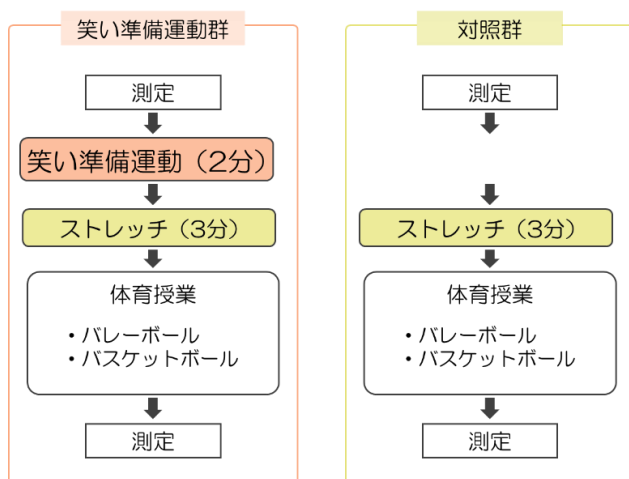 笑い準備運動群
測定
笑い準備運動（2分）
ストレッチ（3分）
体育授業
・バレーボール
・バスケットボール
測定
対照群
測定
ストレッチ（3分）
体育授業
・バレーボール
・バスケットボール
測定